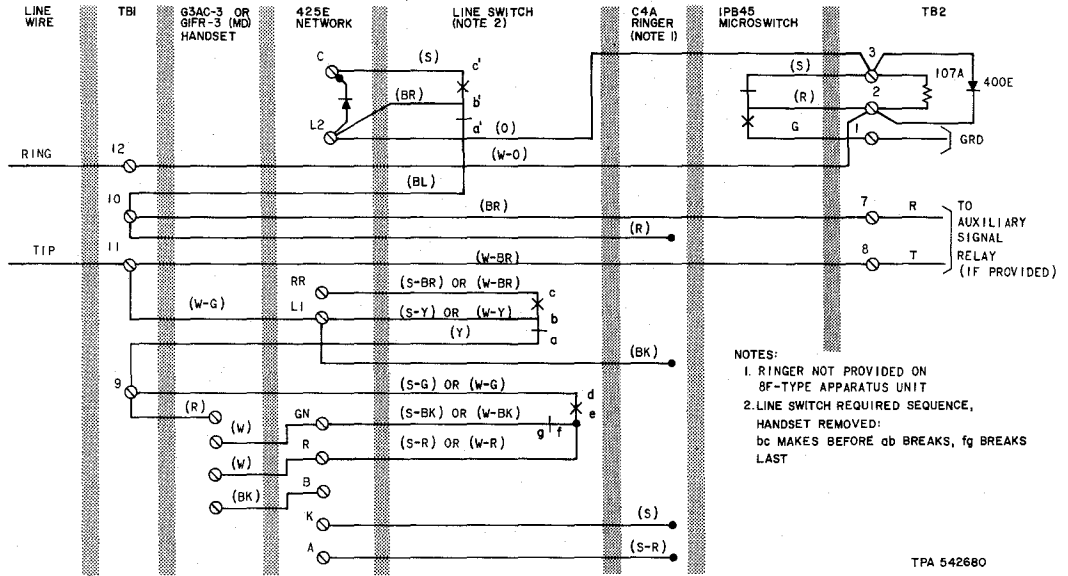 LINE WIRE
TB1
G3AC-3 OR GIFR-3 (MD) HANDSET
425E NETWORK
LINE SWITCH (NOTE 2)
C4A RINGER (NOTE 1)
IPB45 MICROSWITCH
TB2
C
(S)
c'
(BR)
b'
L2
a'
(O)
3
(S)
107A
400E
(R)
2
G
1
GRD
RING
12
(W-O)
(BL)
10
(BR)
7
R
TO AUXILIARY SIGNAL RELAY (IF PROVIDED)
(R)
TIP
11
(W-BR)
8
T
RR
(S-BR) OR (W-BR)
c
(W-G)
L1
(S-Y) OR (W-Y)
b
(Y)
a
(BK)
9
(S-G) OR (W-G)
d
(R)
(S-BK) OR (W-BK)
e
GN
(W)
g
f
R
(S-R) OR (W-R)
(W)
B
(BK)
K
(S)
A
(S-R)
NOTES:
1. RINGER NOT PROVIDED ON
8F-TYPE APPARATUS UNIT
2. LINE SWITCH REQUIRED SEQUENCE,
HANDSET REMOVED:
bc MAKES BEFORE ab BREAKS, fg BREAKS
LAST
TPA 542680